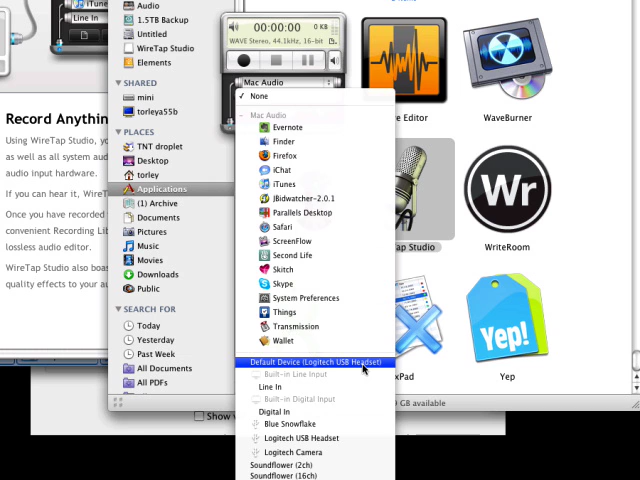 iTune
Line In
Record Anythin
Using WireTap Studio, yo
as well as all system aud
audio input hardware.
If you can hear it, WireT
Once you have recorded
convenient Recording Lib
lossless audio editor.
WireTap Studio also boas
quality effects to your au
Audio
1.5TB Backup
Untitled
WireTap Studio
Elements
SHARED
mini
torleya55b
PLACES
TNT droplet
Desktop
torley
Applications
(1) Archive
Documents
Pictures
Music
Movies
Downloads
Public
SEARCH FOR
Today
Yesterday
Past Week
All Documents
All PDFs
Show
00:00:00
0 KB
WAVE Stereo, 44.1kHz, 16-bit
Mac Audio
✓ None
Mac Audio
Evernote
Finder
Firefox
iChat
iTunes
JBidwatcher-2.0.1
Parallels Desktop
Safari
ScreenFlow
Second Life
Sketch
Skype
System Preferences
Things
Transmission
Wallet
Default Device (Logitech USB Headset)
Built-in Line Input
Line In
Built-in Digital Input
Digital In
Blue Snowflake
Logitech USB Headset
Logitech Camera
Soundflower (2ch)
Soundflower (16ch)
e Editor
WaveBurner
Tap Studio
Wr
WriteRoom
xPad
Yep!
Yep
GB available